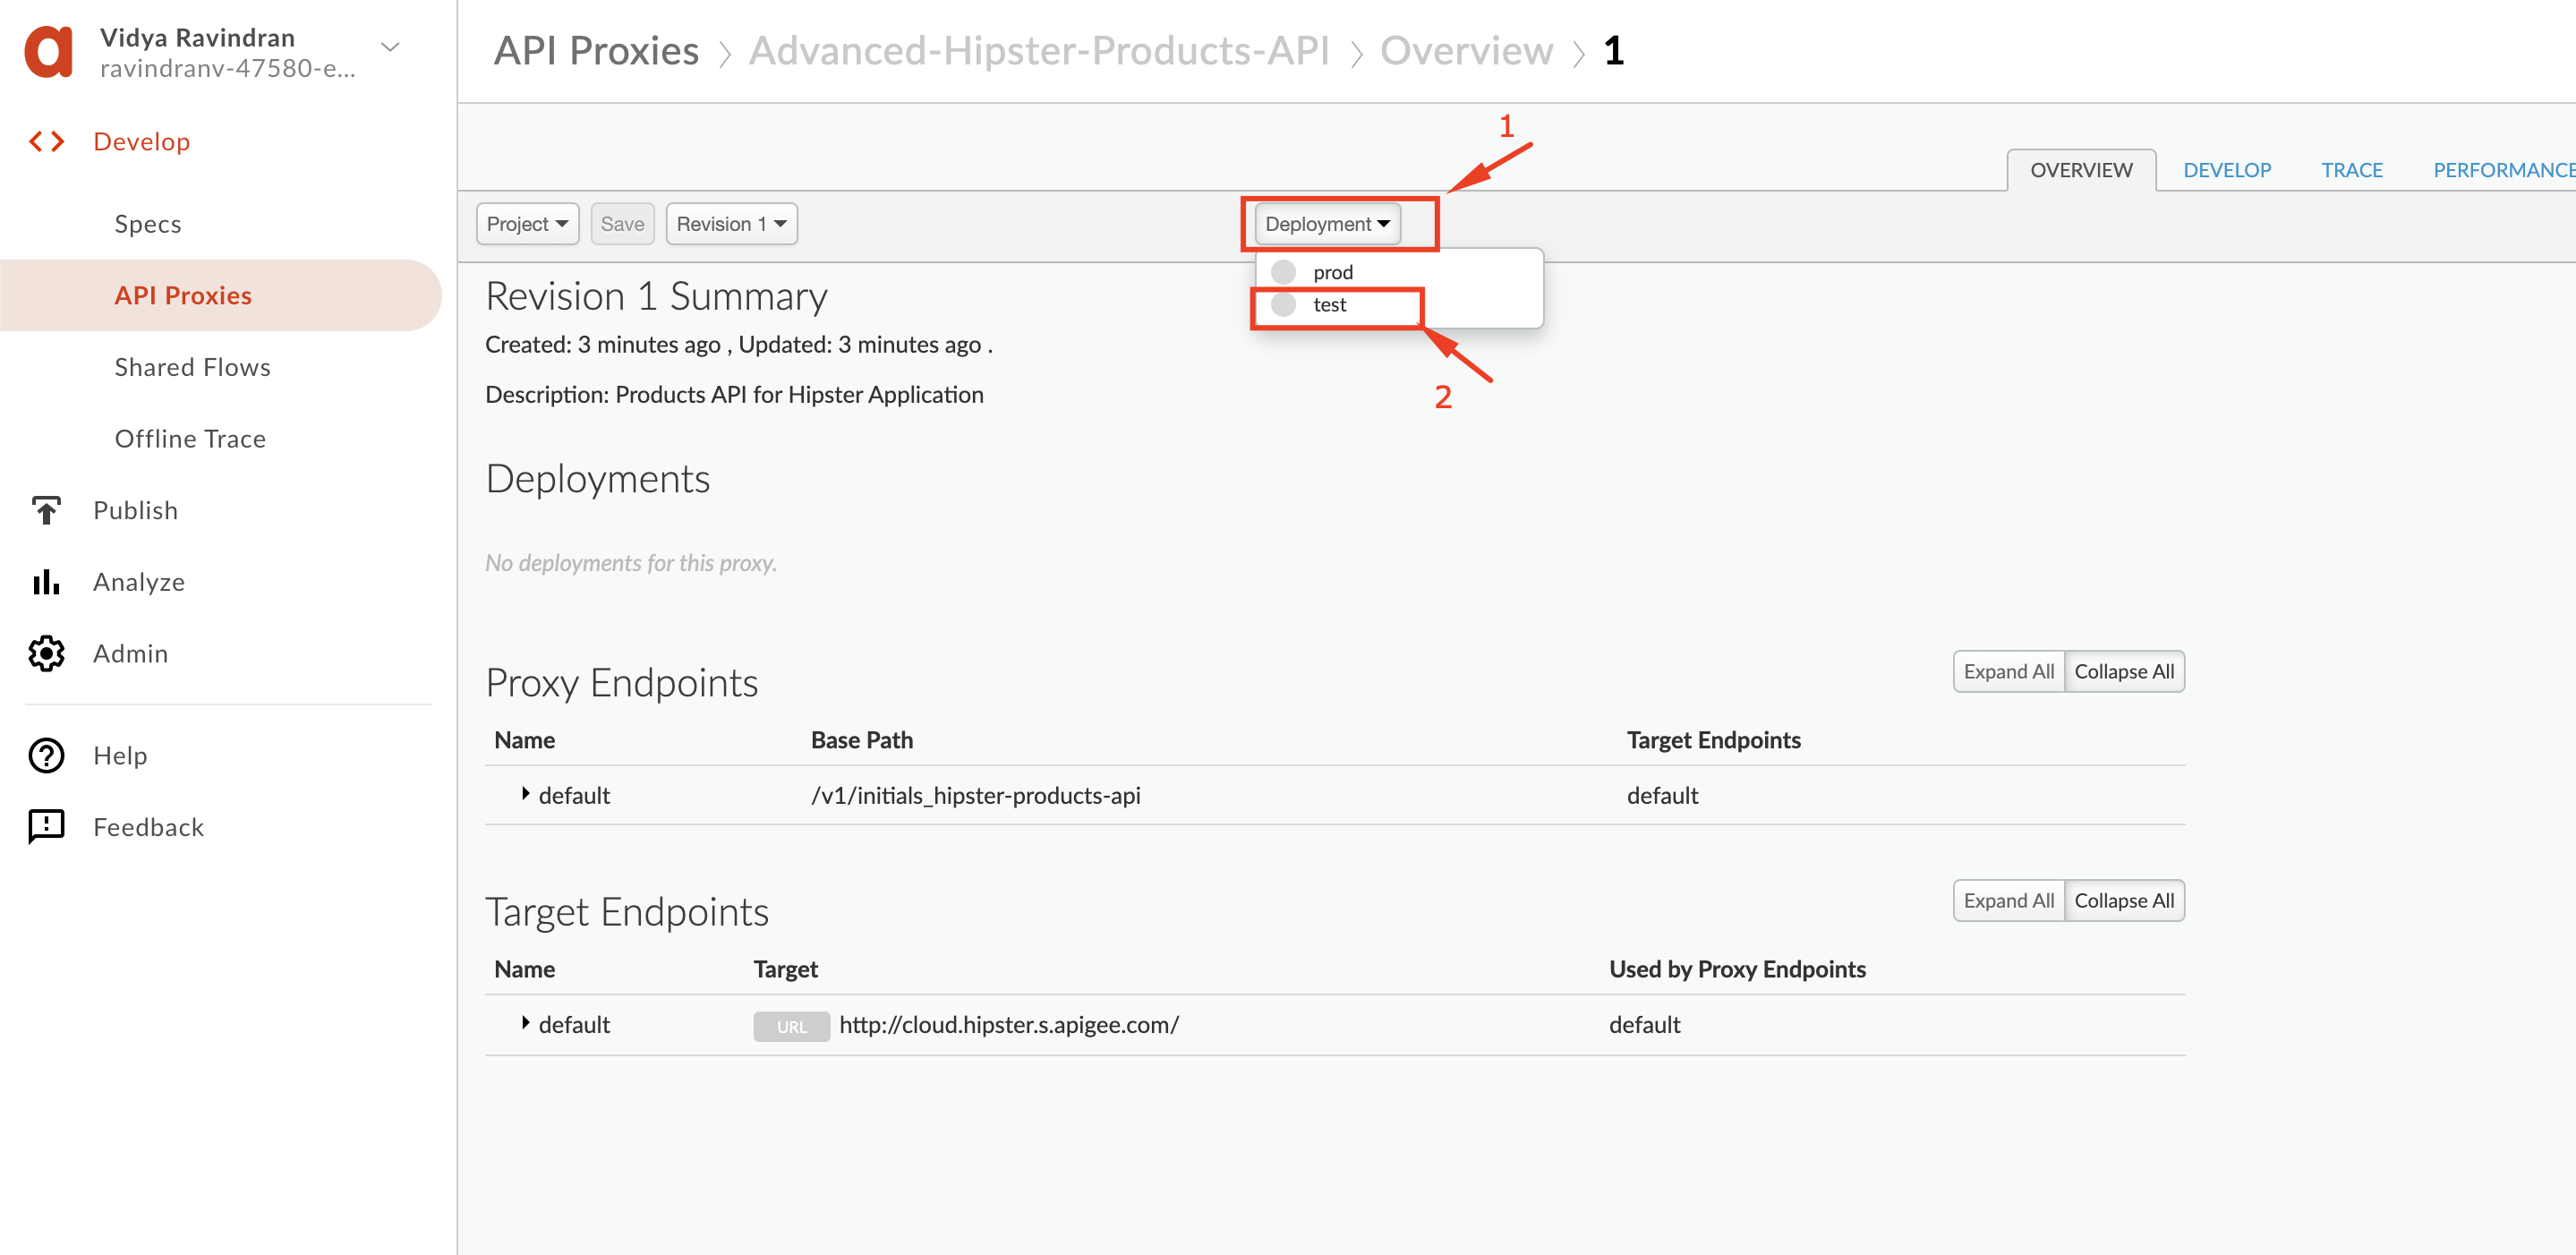 Vidya Ravindran
ravindranv-47580-e...
Develop
Specs
API Proxies
Shared Flows
Offline Trace
Publish
Analyze
Admin
Help
Feedback
API Proxies > Advanced-Hipster-Products-API > Overview > 1
1
OVERVIEW DEVELOP TRACE PERFORMANCE
Project Save Revision 1 Deployment
prod
test
2
Revision 1 Summary
Created: 3 minutes ago , Updated: 3 minutes ago .
Description: Products API for Hipster Application
Deployments
No deployments for this proxy.
Proxy Endpoints
Expand All Collapse All
Name Base Path Target Endpoints
default /v1/initials_hipster-products-api default
Target Endpoints
Expand All Collapse All
Name Target Used by Proxy Endpoints
default URL http://cloud.hipster.s.apigee.com/ default